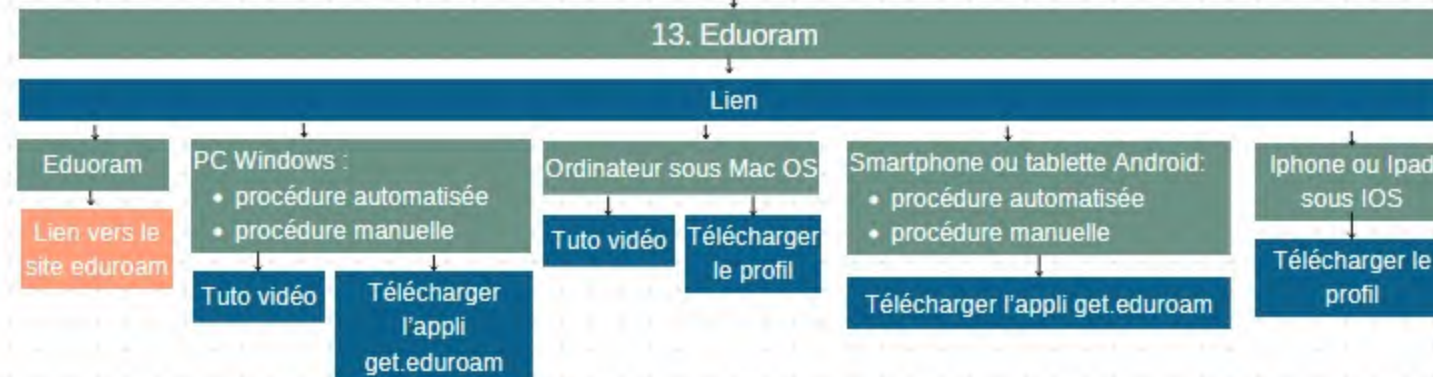 13. Eduoram
Lien
Eduoram
Lien vers le
site eduroam
PC Windows :
• procédure automatisée
• procédure manuelle
Tuto vidéo
Télécharger
l'appli
get.eduroam
Ordinateur sous Mac OS
Tuto vidéo
Télécharger
le profil
Smartphone ou tablette Android:
• procédure automatisée
• procédure manuelle
Télécharger l'appli get.eduroam
Iphone ou Ipad
sous IOS
Télécharger le
profil